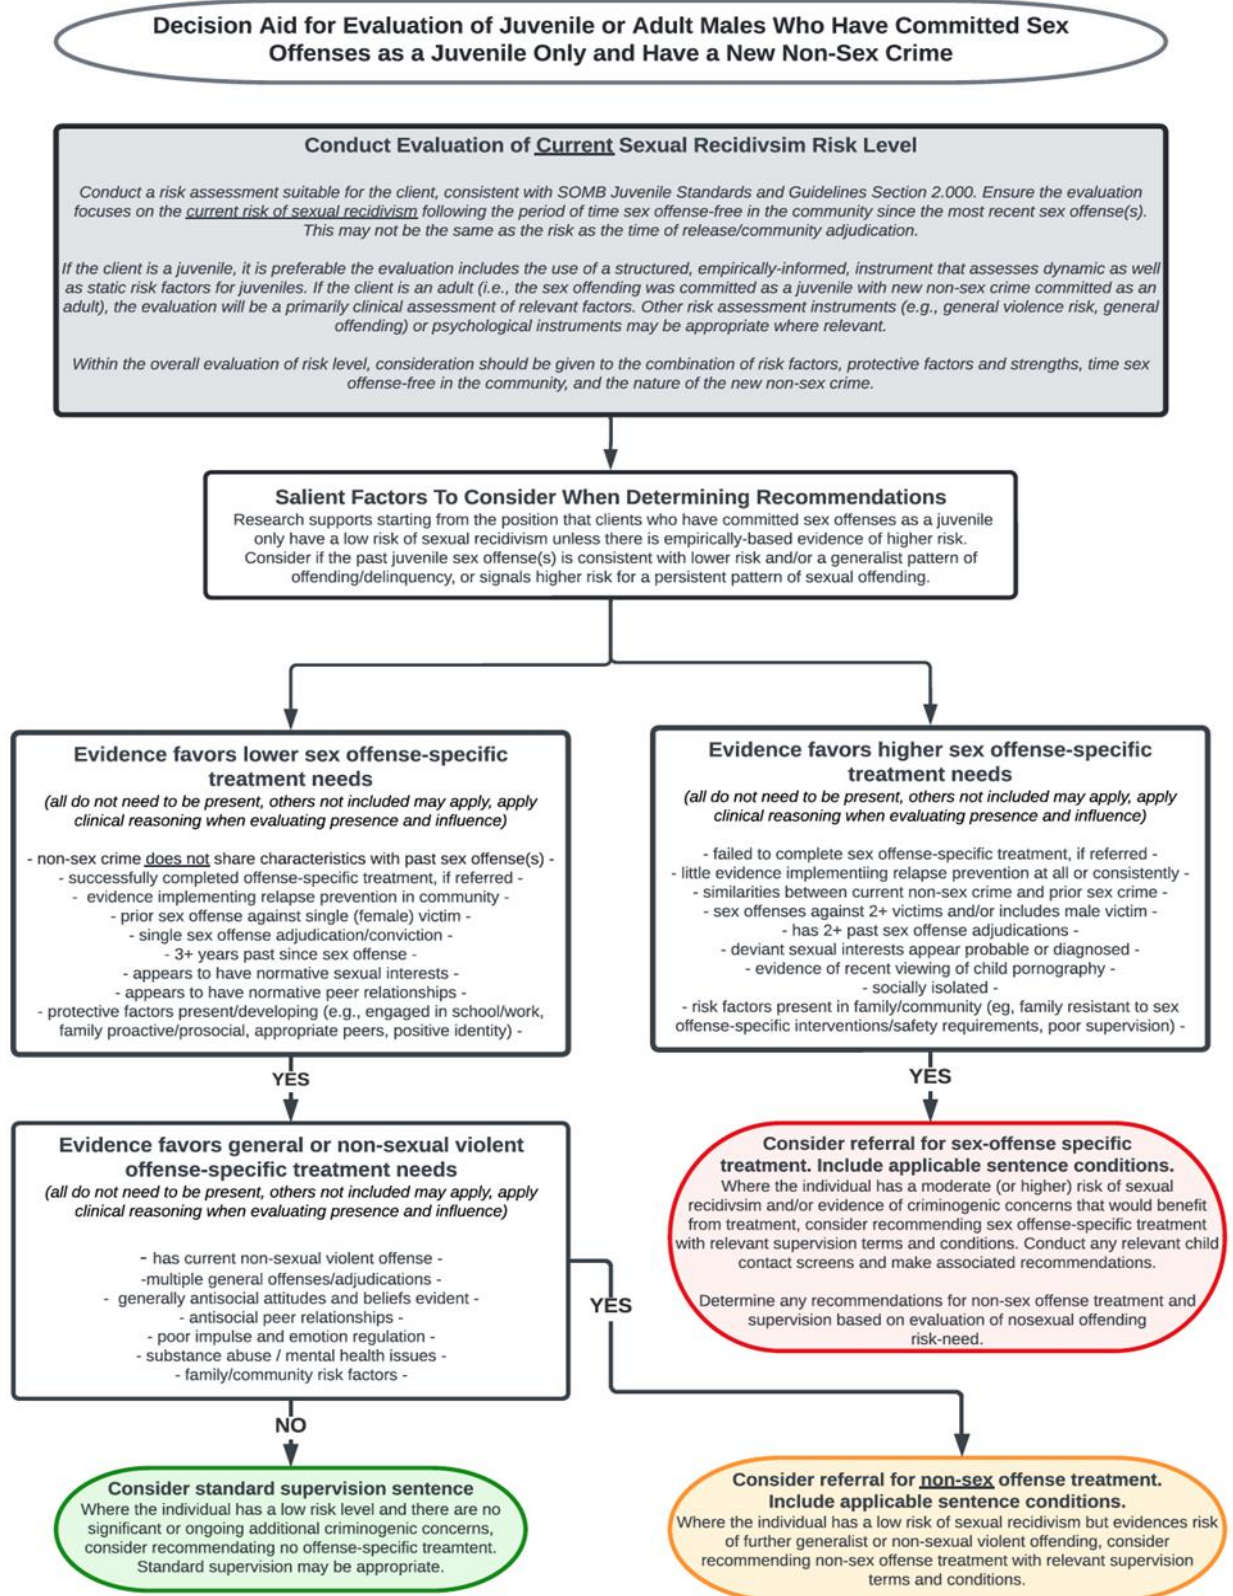 Decision Aid for Evaluation of Juvenile or Adult Males Who Have Committed Sex
Offenses as a Juvenile Only and Have a New Non-Sex Crime
Conduct Evaluation of Current Sexual Recidivsim Risk Level
Conduct a risk assessment suitable for the client, consistent with SOMB Juvenile Standards and Guidelines Section 2.000. Ensure the evaluation
focuses on the current risk of sexual recidivism following the period of time sex offense-free in the community since the most recent sex offense(s).
This may not be the same as the risk as the time of release/community adjudication.
If the client is a juvenile, it is preferable the evaluation includes the use of a structured, empirically-informed, instrument that assesses dynamic as well
as static risk factors for juveniles. If the client is an adult (i.e., the sex offending was committed as a juvenile with new non-sex crime committed as an
adult), the evaluation will be a primarily clinical assessment of relevant factors. Other risk assessment instruments (e.g., general violence risk, general
offending) or psychological instruments may be appropriate where relevant.
Within the overall evaluation of risk level, consideration should be given to the combination of risk factors, protective factors and strengths, time sex
offense-free in the community, and the nature of the new non-sex crime.
Salient Factors To Consider When Determining Recommendations
Research supports starting from the position that clients who have committed sex offenses as a juvenile
only have a low risk of sexual recidivism unless there is empirically-based evidence of higher risk.
Consider if the past juvenile sex offense(s) is consistent with lower risk and/or a generalist pattern of
offending/delinquency, or signals higher risk for a persistent pattern of sexual offending.
Evidence favors lower sex offense-specific
treatment needs
(all do not need to be present, others not included may apply, apply
clinical reasoning when evaluating presence and influence)
- non-sex crime does not share characteristics with past sex offense(s) -
- successfully completed offense-specific treatment, if referred -
- evidence implementing relapse prevention in community -
- prior sex offense against single (female) victim -
- single sex offense adjudication/conviction -
- 3+ years past since sex offense -
- appears to have normative sexual interests -
- appears to have normative peer relationships -
- protective factors present/developing (e.g., engaged in school/work,
family proactive/prosocial, appropriate peers, positive identity) -
Evidence favors higher sex offense-specific
treatment needs
(all do not need to be present, others not included may apply, apply
clinical reasoning when evaluating presence and influence)
- failed to complete sex offense-specific treatment, if referred -
- little evidence implementiing relapse prevention at all or consistently -
- similarities between current non-sex crime and prior sex crime -
- sex offenses against 2+ victims and/or includes male victim -
- has 2+ past sex offense adjudications -
- deviant sexual interests appear probable or diagnosed -
- evidence of recent viewing of child pornography -
- socially isolated -
- risk factors present in family/community (eg, family resistant to sex
offense-specific interventions/safety requirements, poor supervision) -
YES
YES
Evidence favors general or non-sexual violent
offense-specific treatment needs
(all do not need to be present, others not included may apply, apply
clinical reasoning when evaluating presence and influence)
- has current non-sexual violent offense -
-multiple general offenses/adjudications -
- generally antisocial attitudes and beliefs evident -
- antisocial peer relationships -
- poor impulse and emotion regulation -
- substance abuse / mental health issues -
- family/community risk factors -
Consider referral for sex-offense specific
treatment. Include applicable sentence conditions.
Where the individual has a moderate (or higher) risk of sexual
recidivsim and/or evidence of criminogenic concerns that would benefit
from treatment, consider recommending sex offense-specific treatment
with relevant supervision terms and conditions. Conduct any relevant child
contact screens and make associated recommendations.
Determine any recommendations for non-sex offense treatment and
supervision based on evaluation of nosexual offending
risk-need.
YES
NO
Consider standard supervision sentence
Where the individual has a low risk level and there are no
significant or ongoing additional criminogenic concerns,
consider recommendating no offense-specific treamtent.
Standard supervision may be appropriate.
Consider referral for non-sex offense treatment.
Include applicable sentence conditions.
Where the individual has a low risk of sexual recidivism but evidences risk
of further generalist or non-sexual violent offending, consider
recommending non-sex offense treatment with relevant supervision
terms and conditions.